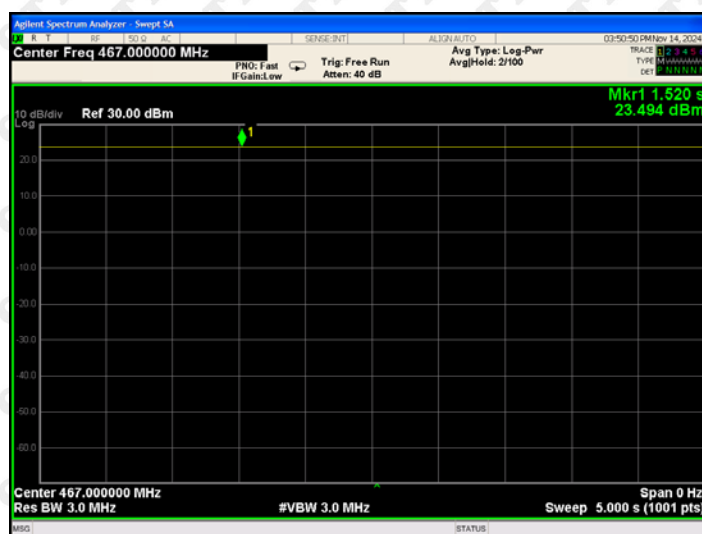 Agilent Spectrum Analyzer - Swept SA
R T RF 50 Ω AC SENSE:INT ALIGN AUTO 03:50:50 PM Nov 14, 2024
Center Freq 467.000000 MHz
PNO: Fast
IFGain:Low
Trig: Free Run
Atten: 40 dB
Avg Type: Log-Pwr
Avg|Hold: 2/100
TRACE 1 2 3 4 5
TYPE M
DET P N N N N
Mkr1 1.520 s
23.494 dBm
10 dB/div Ref 30.00 dBm
Log
1
20.0
10.0
0.00
-10.0
-20.0
-30.0
-40.0
-50.0
-60.0
Center 467.000000 MHz Span 0 Hz
Res BW 3.0 MHz #VBW 3.0 MHz Sweep 5.000 s (1001 pts)
MSG STATUS